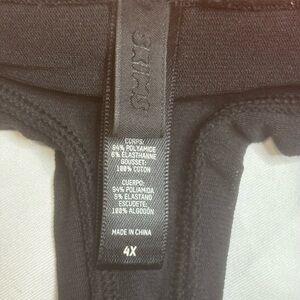 SKIMS
CORPS:
94% POLYAMIDE
6% ÉLASTHANNE
GOUSSET:
100% COTON
CUERPO:
94% POLIAMIDA
6% ELASTANO
ESCUDETE:
100% ALGODÓN
MADE IN CHINA
4X